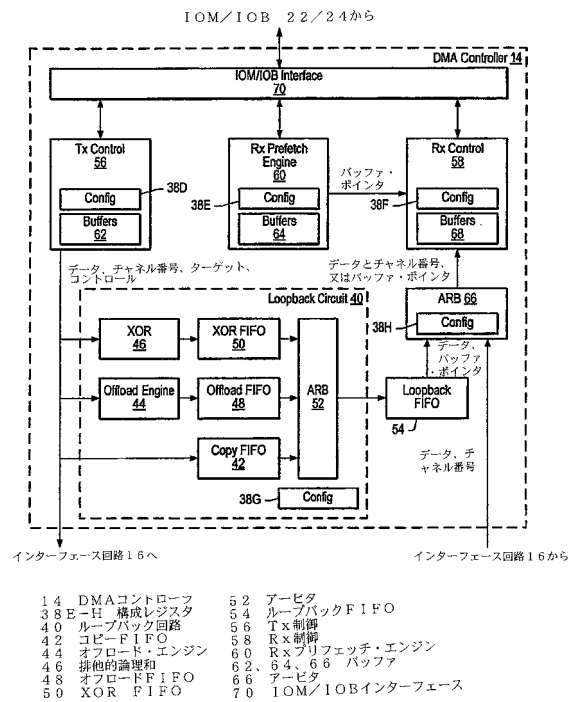 IOM／IOB 22／24から
DMA Controller 14
IOM/IOB Interface
70
Tx Control
56
Config
38D
Buffers
62
Rx Prefetch
Engine
60
Config
38E
Buffers
64
バッファ・
ポインタ
Rx Control
58
Config
38F
Buffers
68
データ、チャネル番号、ターゲット、
コントロール
データとチャネル番号、
又はバッファ・ポインタ
Loopback Circuit 40
ARB 66
Config
38H
XOR
46
XOR FIFO
50
データ、
バッファ
・ポインタ
Offload Engine
44
Offload FIFO
48
ARB
52
Loopback
FIFO
54
Copy FIFO
42
データ、チャ
ネル番号
38G
Config
インターフェース回路16へ
インターフェース回路16から
14 DMAコントローフ
38E－H 構成レジスタ
40 ループバック回路
42 コピーFIFO
44 オフロード・エンジン
46 排他的論理和
48 オフロードFIFO
50 XOR FIFO
52 アービタ
54 ループバックFIFO
56 Tx制御
58 Rx制御
60 Rxプリフェッチ・エンジン
62、64、66 バッファ
66 アービタ
70 IOM／IOBインターフェース